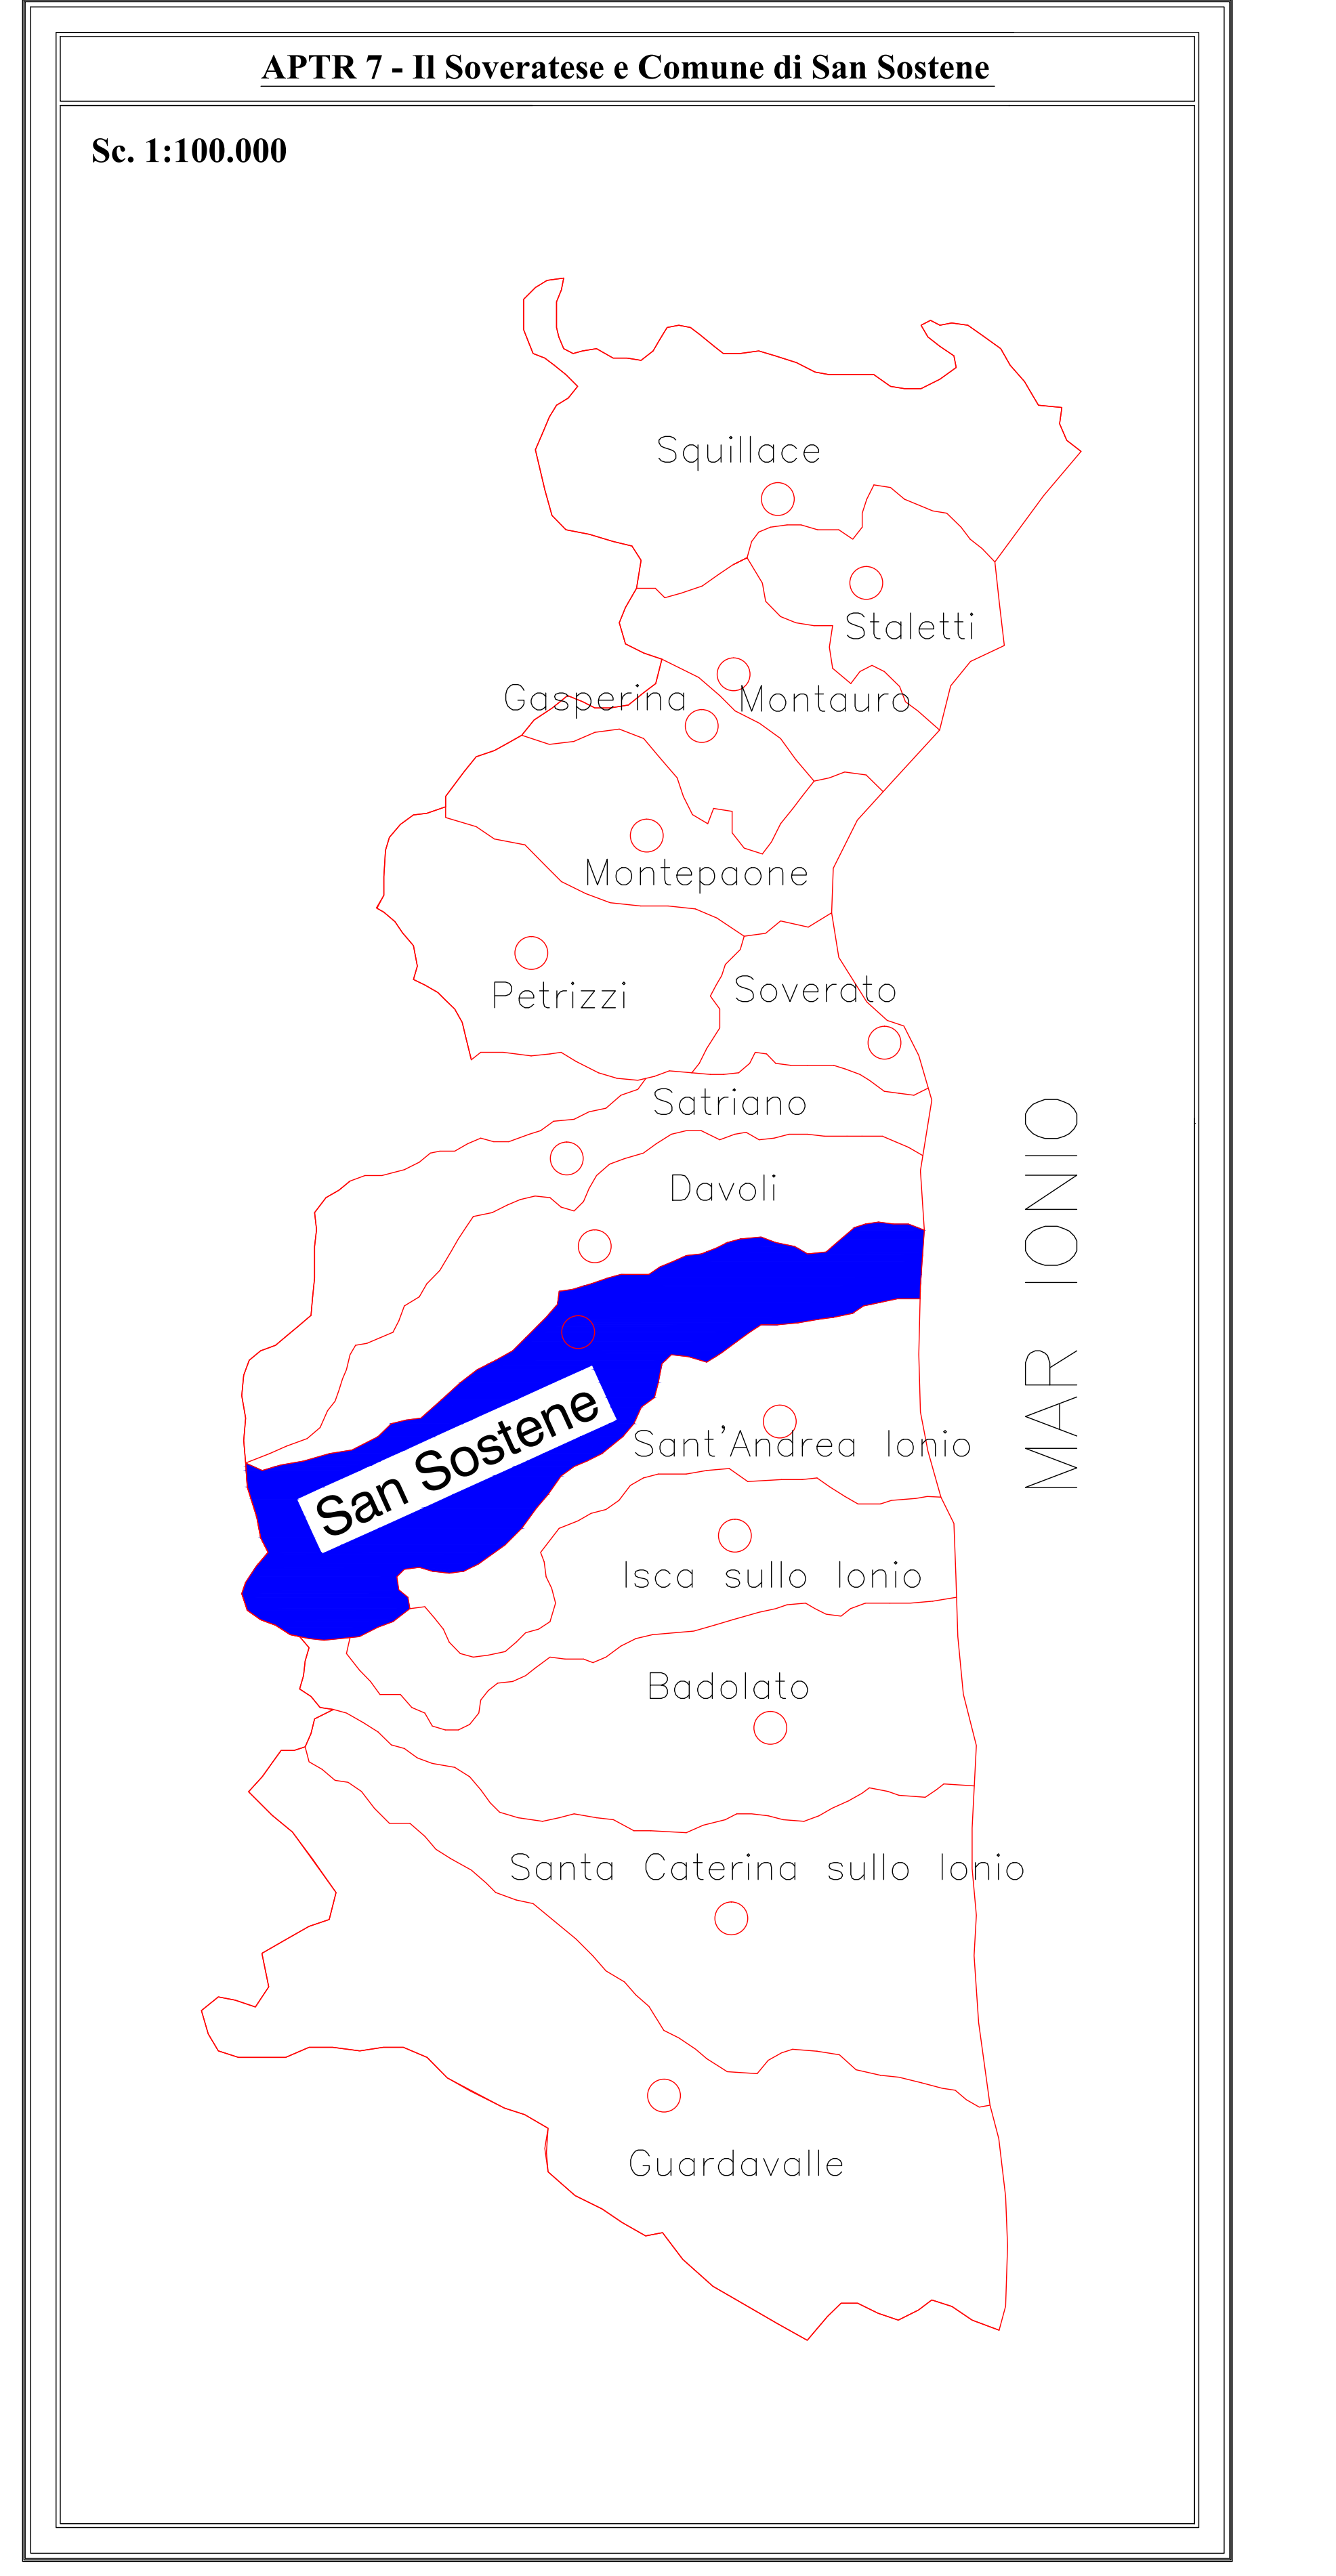 APTR 7 - Il Soveratese e Comune di San Sostene
Sc. 1:100.000
Squillace
Staletti
Gasperina
Montauro
Montepaone
Petrizzi
Soverato
Satriano
Davoli
MAR IONIO
San Sostene
Sant'Andrea Ionio
Isca sullo Ionio
Badolato
Santa Caterina sullo Ionio
Guardavalle